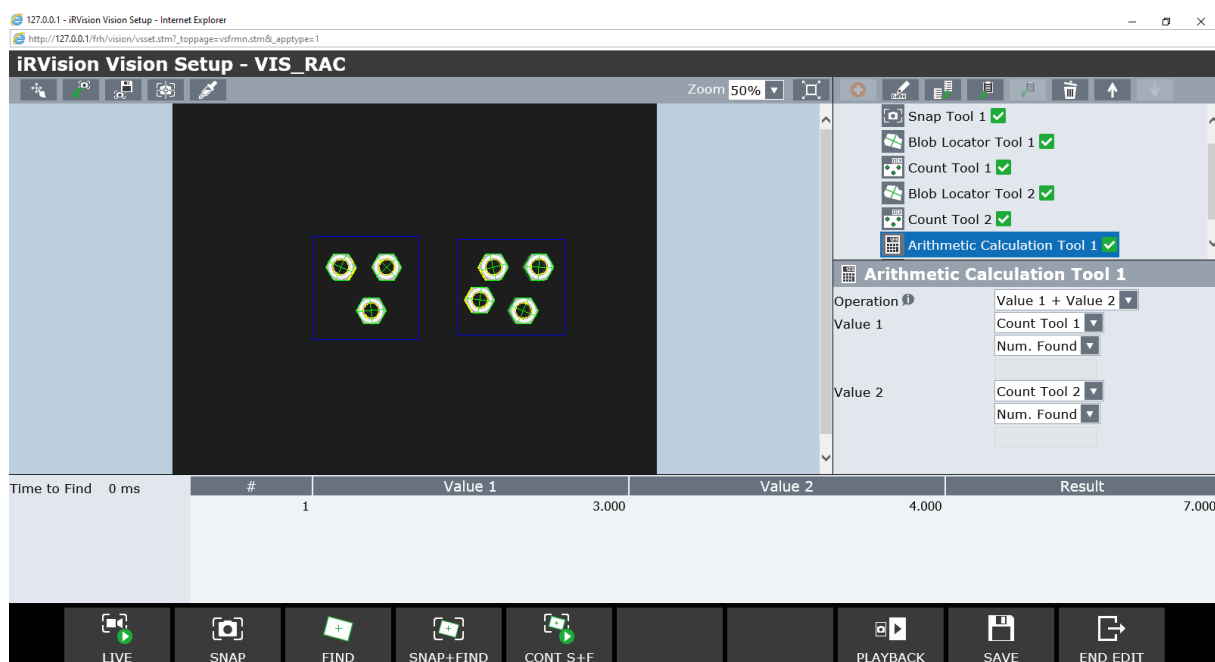 127.0.0.1 - iRVision Vision Setup - Internet Explorer
http://127.0.0.1/frh/vision/vsset.stm?_toppage=vsfrmn.stm&_apptype=1
iRVision Vision Setup - VIS_RAC
Zoom 50%
Snap Tool 1
Blob Locator Tool 1
Count Tool 1
Blob Locator Tool 2
Count Tool 2
Arithmetic Calculation Tool 1
Arithmetic Calculation Tool 1
Operation Value 1 + Value 2
Value 1 Count Tool 1
Num. Found
Value 2 Count Tool 2
Num. Found
Time to Find 0 ms
# Value 1 Value 2 Result
1 3.000 4.000 7.000
LIVE SNAP FIND SNAP+FIND CONT S+F PLAYBACK SAVE END EDIT